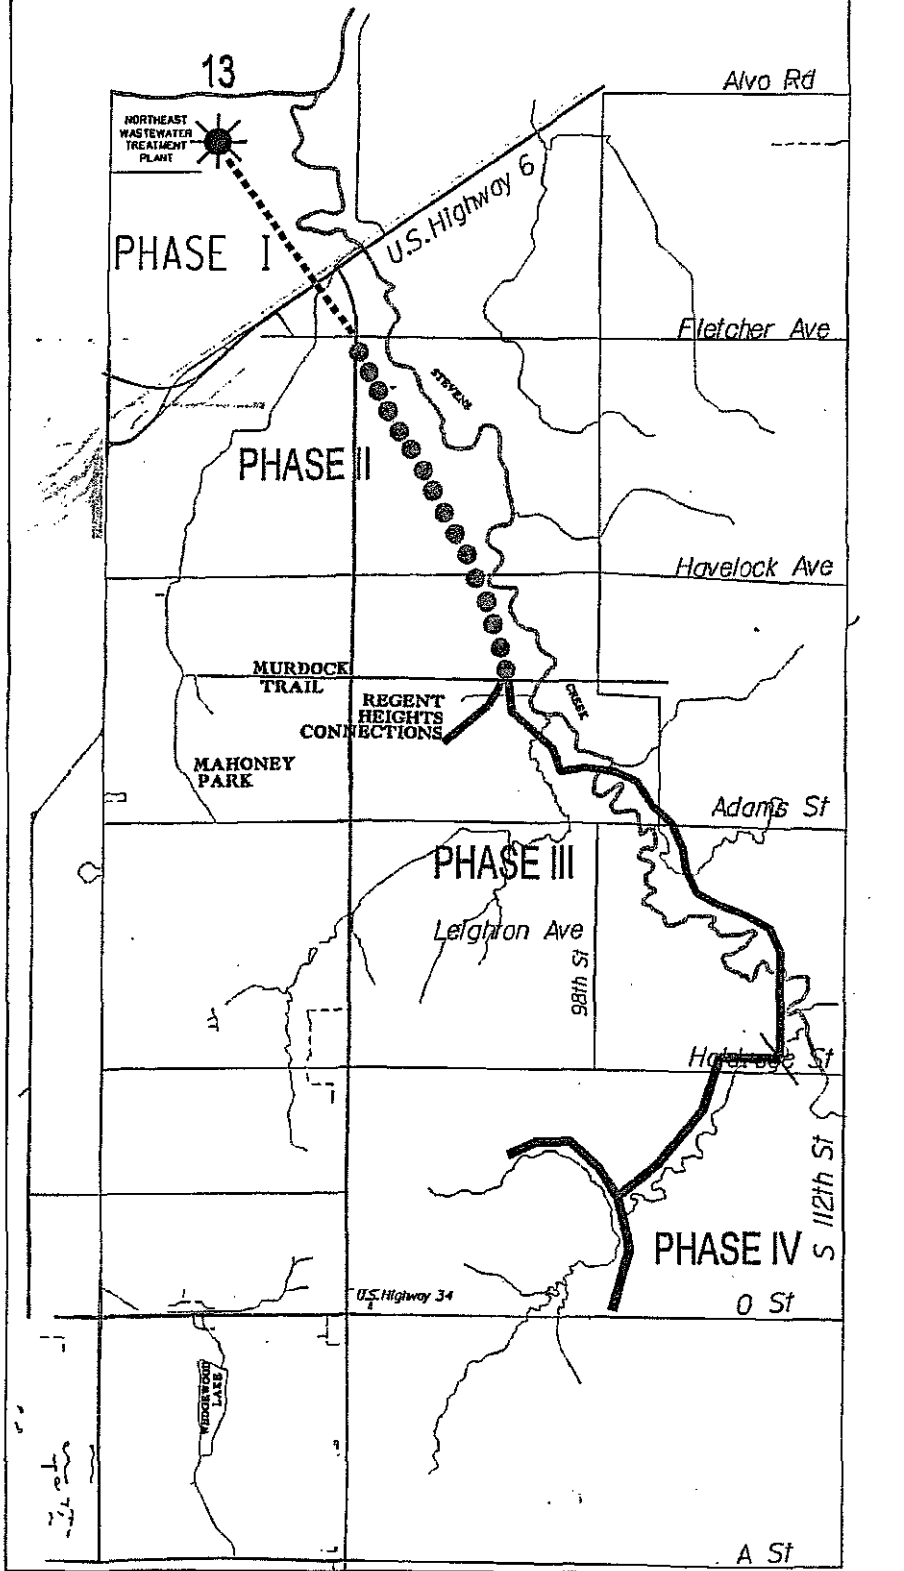 13
Alvo Rd
NORTHEAST
WASTEWATER
TREATMENT
PLANT
U.S. Highway 6
PHASE I
Fletcher Ave
STEVENS
PHASE II
Havelock Ave
MURDOCK
TRAIL
REGENT
HEIGHTS
CONNECTIONS
CREEK
MAHONEY
PARK
Adams St
PHASE III
Leighton Ave
98th St
Holdrege St
S 112th St
PHASE IV
U.S. Higiway 34
O St
WEDGEWOOD
LAKE
A St